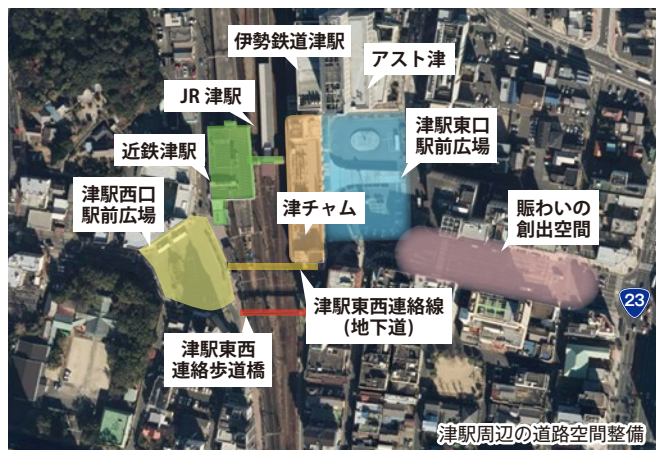 伊勢鉄道津駅
アスト津
JR 津駅
津駅東口
駅前広場
近鉄津駅
津駅西口
駅前広場
津チャム
賑わいの
創出空間
23
津駅東西連絡線
(地下道)
津駅東西
連絡歩道橋
津駅周辺の道路空間整備